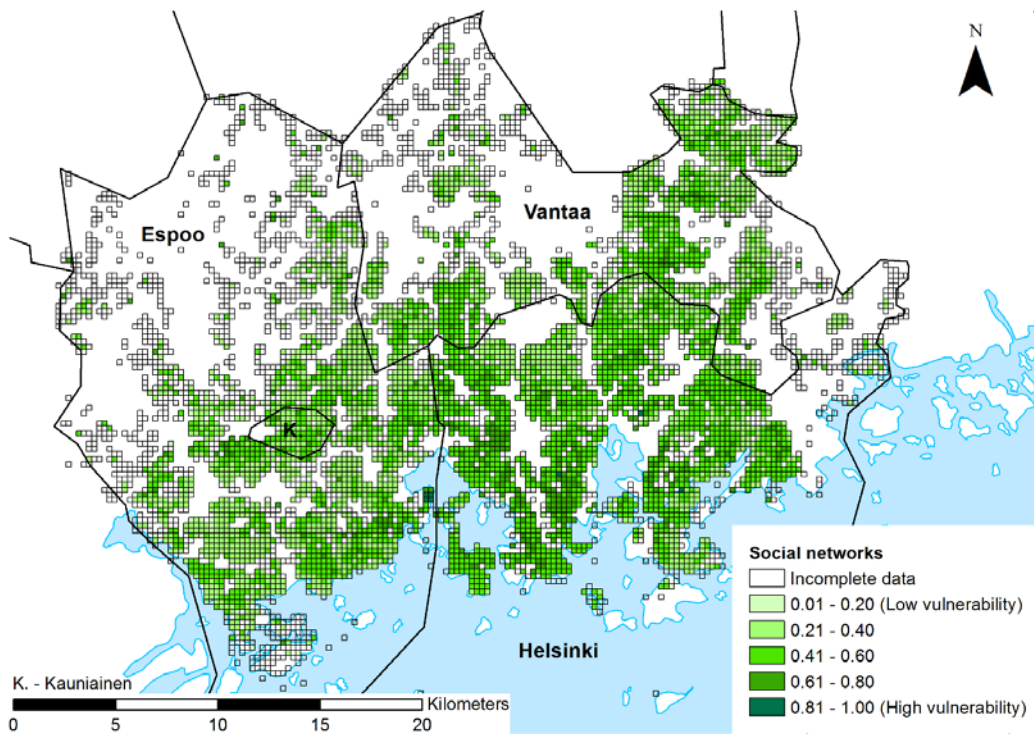 N
Espoo
Vantaa
K.
Helsinki
Social networks
Incomplete data
0.01 - 0.20 (Low vulnerability)
0.21 - 0.40
0.41 - 0.60
0.61 - 0.80
0.81 - 1.00 (High vulnerability)
K. - Kauniainen
Kilometers
0 5 10 15 20